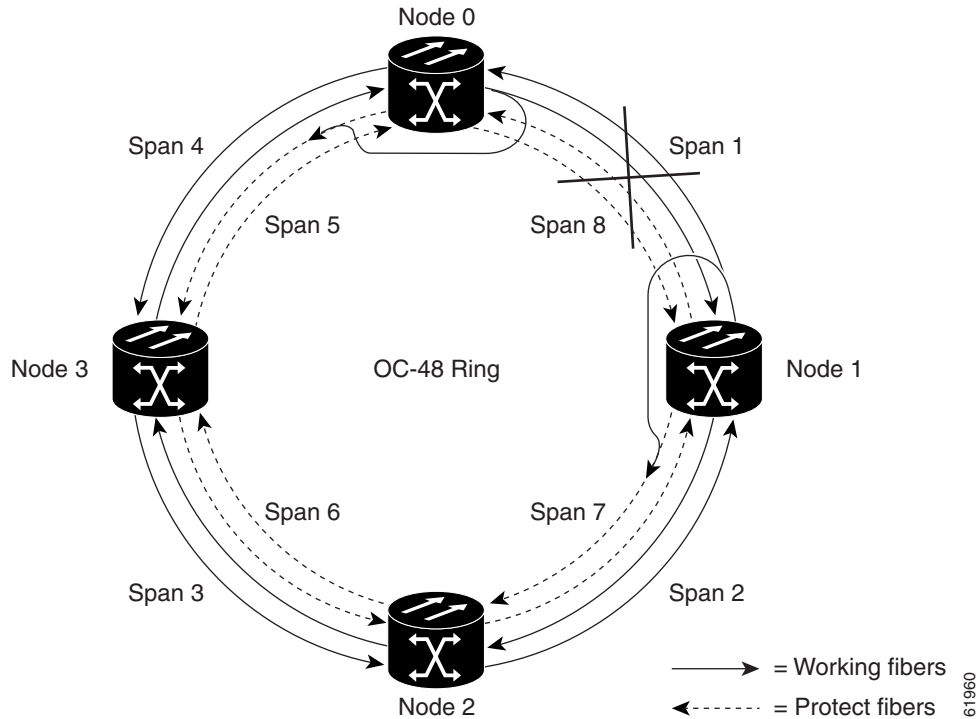 Node 0
Span 4
Span 1
Span 5
Span 8
Node 3
OC-48 Ring
Node 1
Span 6
Span 7
Span 3
Span 2
Node 2
= Working fibers
= Protect fibers
61960